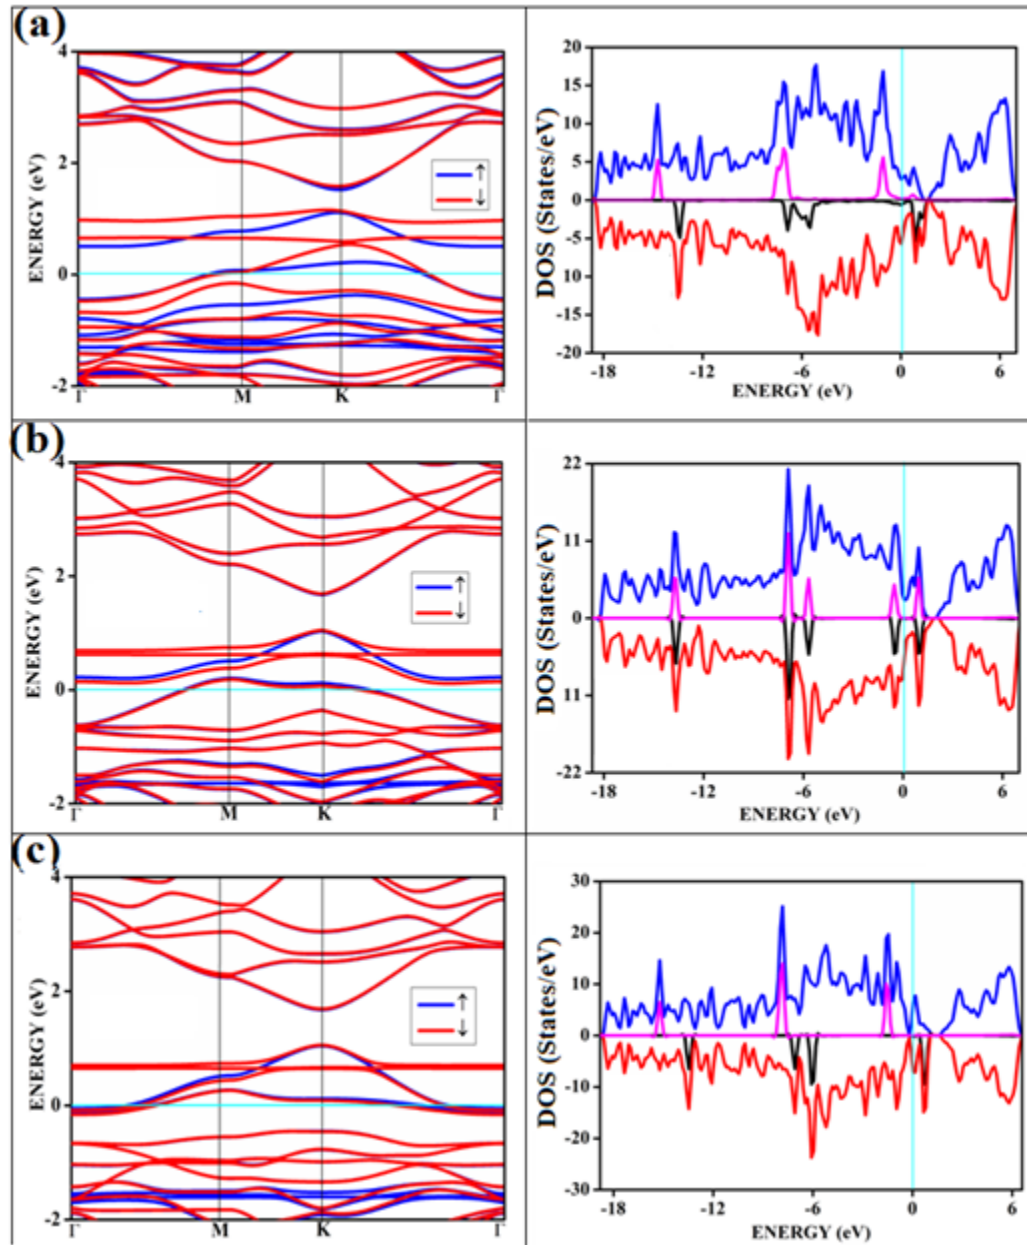 (a)
4
2
0
-2
ENERGY (eV)
Γ M K Γ
↑
↓
20
15
10
5
0
-5
-10
-15
-20
DOS (States/eV)
-18 -12 -6 0 6
ENERGY (eV)
(b)
4
2
0
-2
ENERGY (eV)
Γ M K Γ
↑
↓
22
11
0
11
-22
DOS (States/eV)
-18 -12 -6 0 6
ENERGY (eV)
(c)
4
2
0
-2
ENERGY (eV)
Γ M K Γ
↑
↓
30
20
10
0
-10
-20
-30
DOS (States/eV)
-18 -12 -6 0 6
ENERGY (eV)